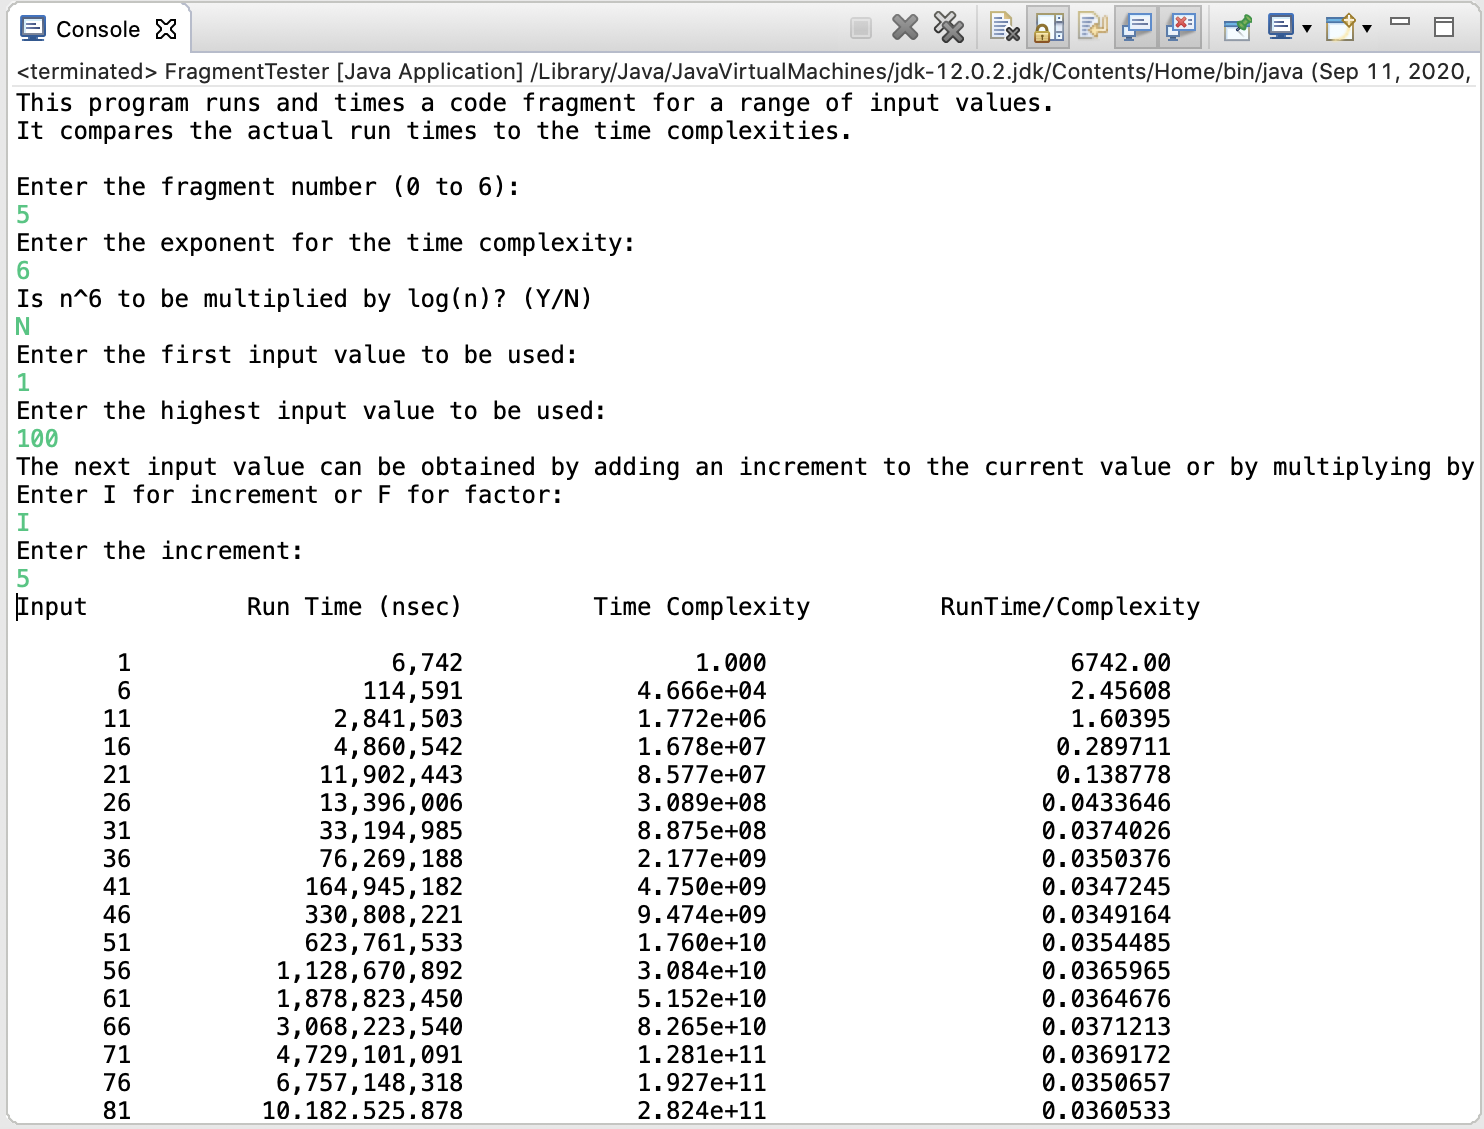 Console
<terminated> FragmentTester [Java Application] /Library/Java/JavaVirtualMachines/jdk-12.0.2.jdk/Contents/Home/bin/java (Sep 11, 2020,
This program runs and times a code fragment for a range of input values.
It compares the actual run times to the time complexities.
Enter the fragment number (0 to 6):
5
Enter the exponent for the time complexity:
6
Is n^6 to be multiplied by log(n)? (Y/N)
N
Enter the first input value to be used:
1
Enter the highest input value to be used:
100
The next input value can be obtained by adding an increment to the current value or by multiplying by
Enter I for increment or F for factor:
I
Enter the increment:
5
Input Run Time (nsec) Time Complexity RunTime/Complexity
1 6,742 1.000 6742.00
6 114,591 4.666e+04 2.45608
11 2,841,503 1.772e+06 1.60395
16 4,860,542 1.678e+07 0.289711
21 11,902,443 8.577e+07 0.138778
26 13,396,006 3.089e+08 0.0433646
31 33,194,985 8.875e+08 0.0374026
36 76,269,188 2.177e+09 0.0350376
41 164,945,182 4.750e+09 0.0347245
46 330,808,221 9.474e+09 0.0349164
51 623,761,533 1.760e+10 0.0354485
56 1,128,670,892 3.084e+10 0.0365965
61 1,878,823,450 5.152e+10 0.0364676
66 3,068,223,540 8.265e+10 0.0371213
71 4,729,101,091 1.281e+11 0.0369172
76 6,757,148,318 1.927e+11 0.0350657
81 10,182,525,878 2.824e+11 0.0360533